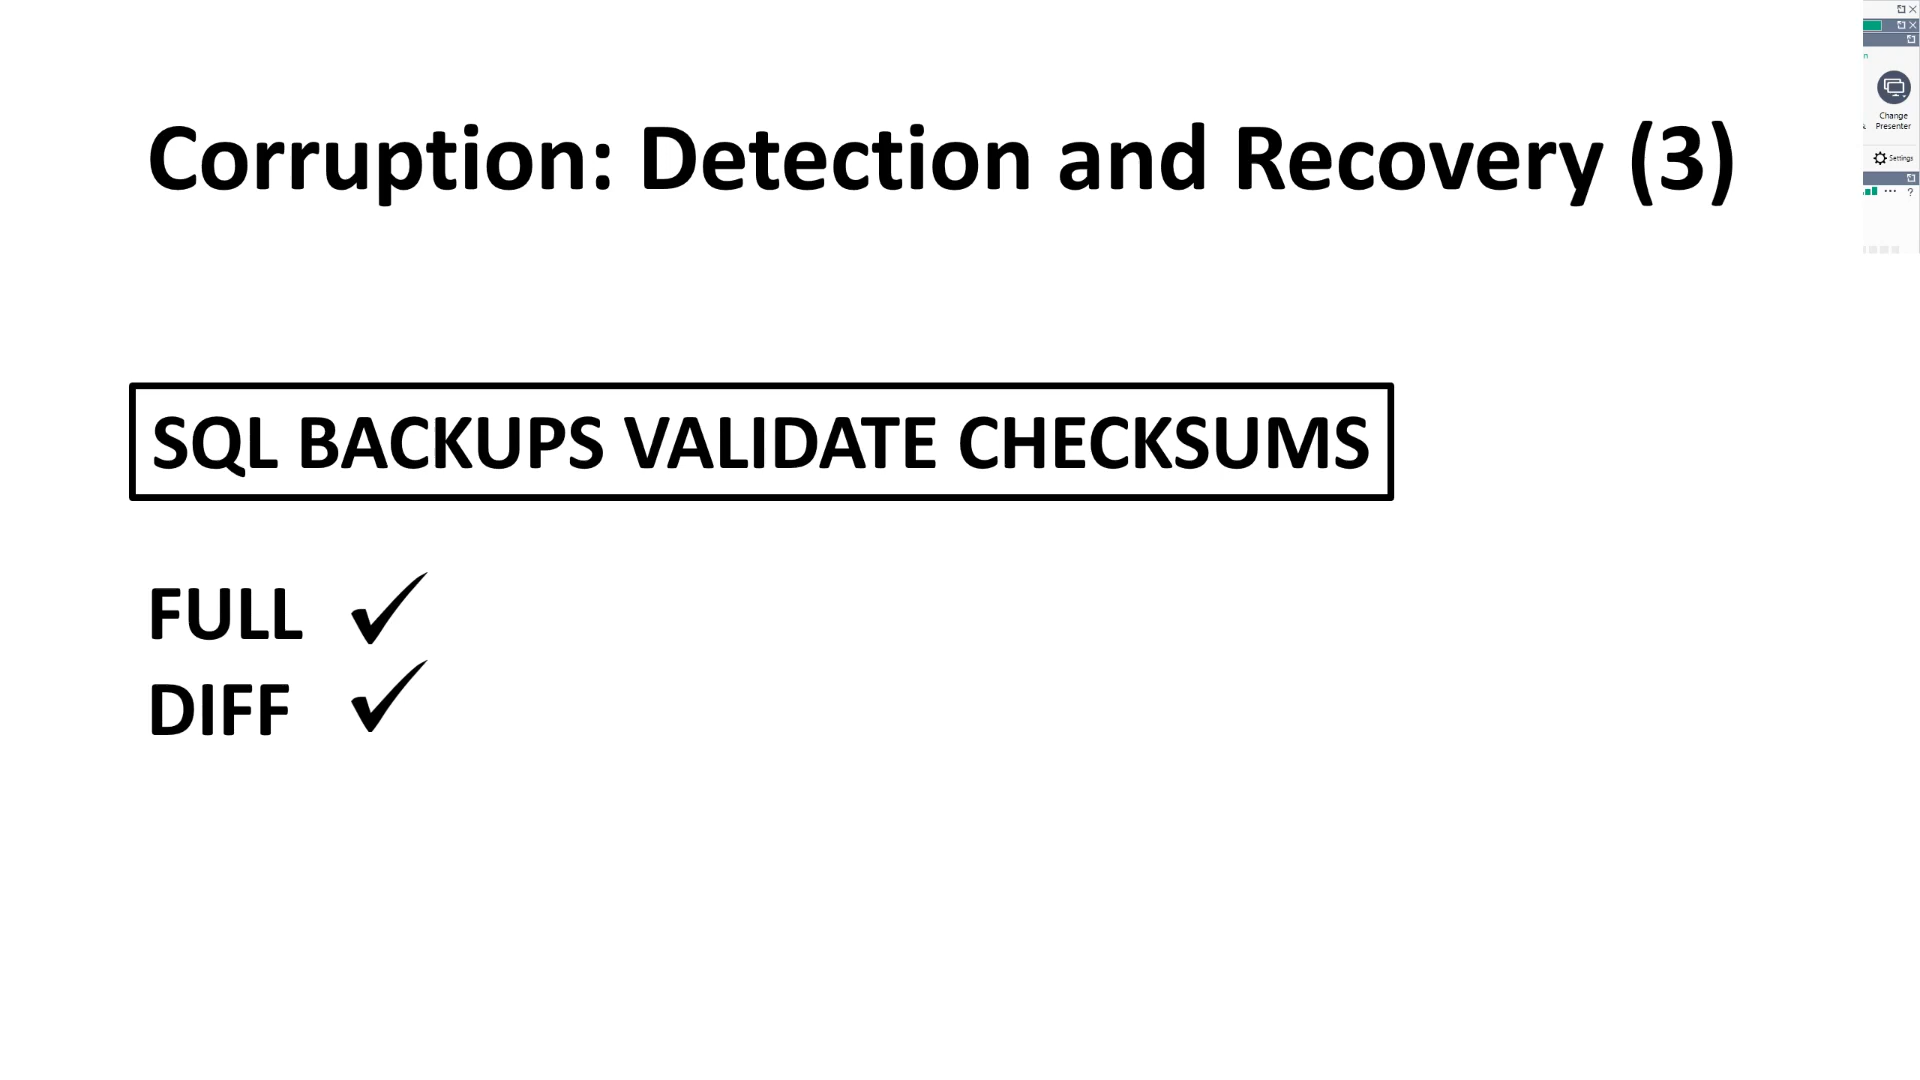 Corruption: Detection and Recovery (3)
SQL BACKUPS VALIDATE CHECKSUMS
FULL ✓
DIFF ✓
Change
Presenter
Settings
?